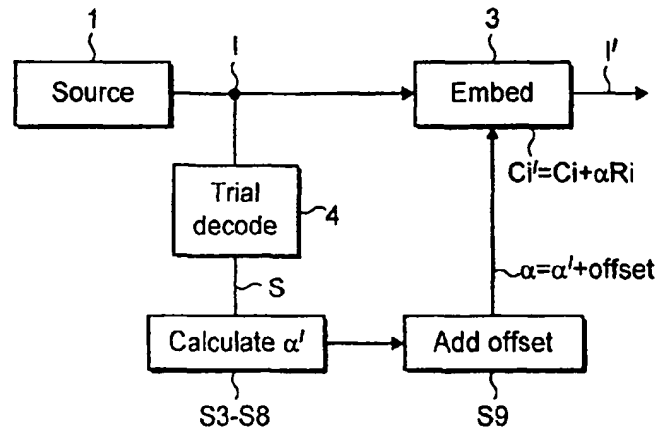 1
3
I
I′
Source
Embed
Ci′=Ci+αRi
Trial
decode
4
α=α′+offset
S
Calculate α′
Add offset
S3-S8
S9